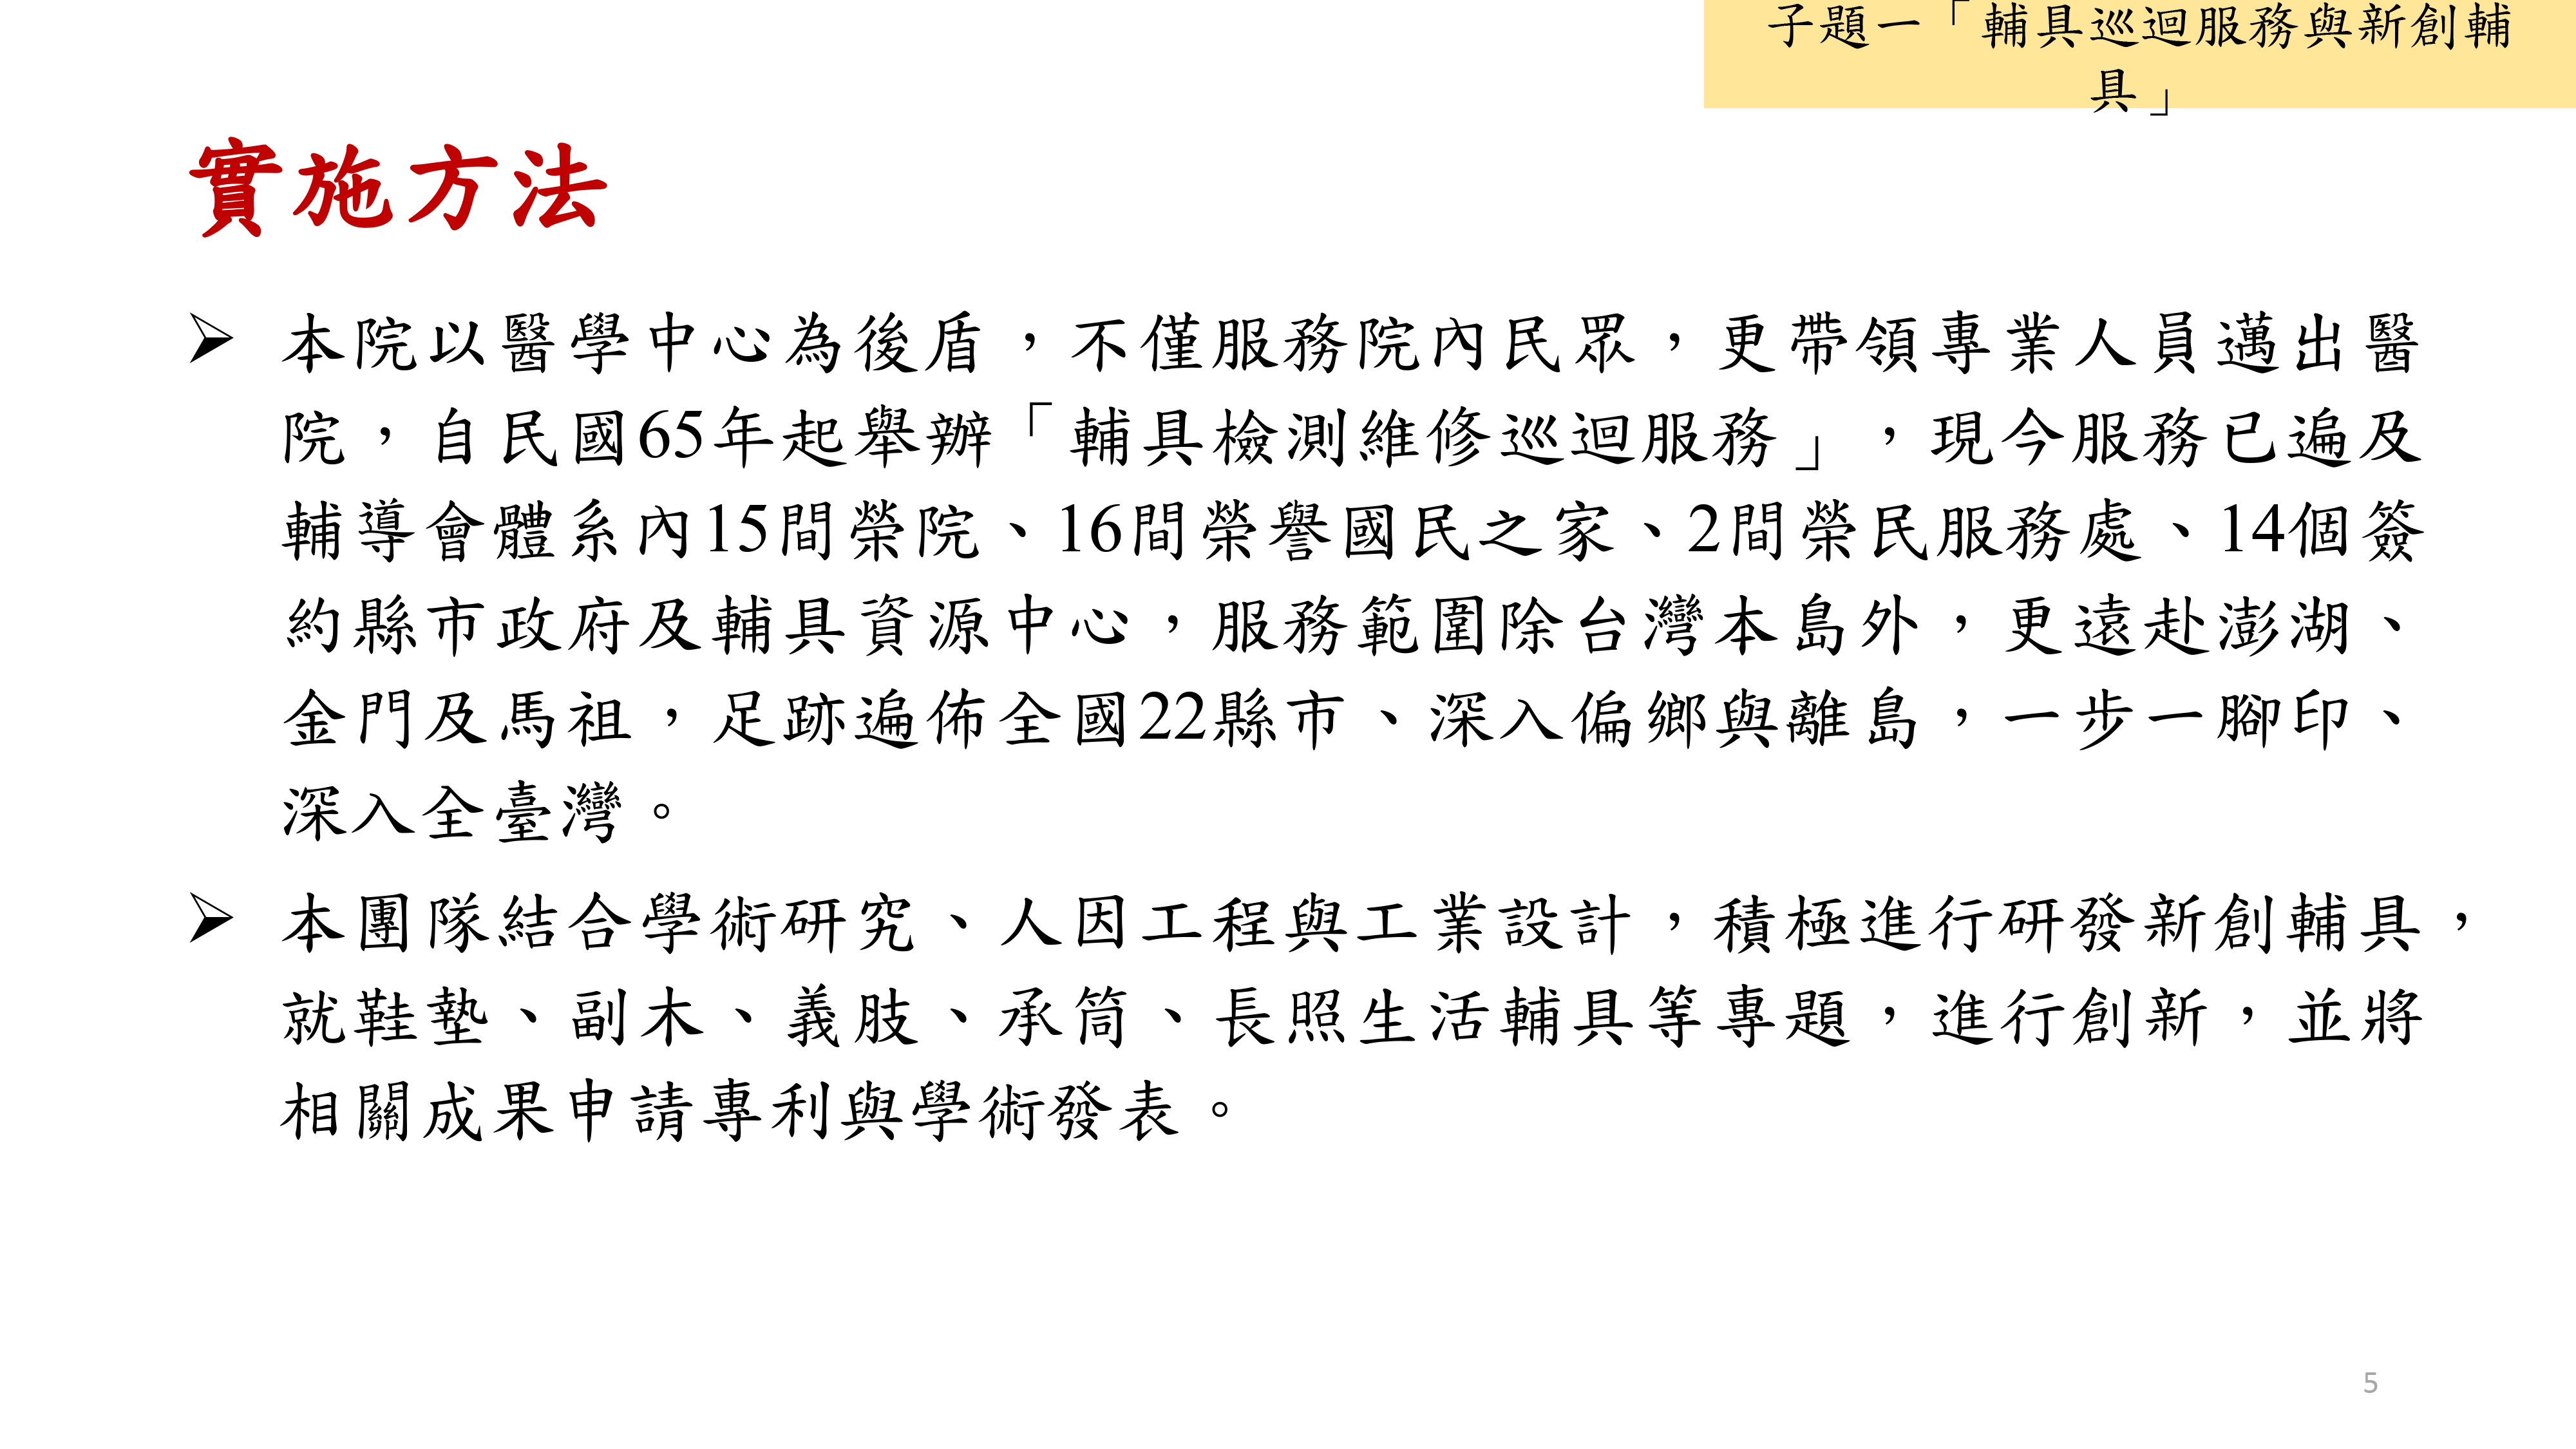 子題一「輔具巡迴服務與新創輔
具」
實施方法
➢ 本院以醫學中心為後盾，不僅服務院內民眾，更帶領專業人員邁出醫
院，自民國65年起舉辦「輔具檢測維修巡迴服務」，現今服務已遍及
輔導會體系內15間榮院、16間榮譽國民之家、2間榮民服務處、14個簽
約縣市政府及輔具資源中心，服務範圍除台灣本島外，更遠赴澎湖、
金門及馬祖，足跡遍佈全國22縣市、深入偏鄉與離島，一步一腳印、
深入全臺灣。
➢ 本團隊結合學術研究、人因工程與工業設計，積極進行研發新創輔具，
就鞋墊、副木、義肢、承筒、長照生活輔具等專題，進行創新，並將
相關成果申請專利與學術發表。
5